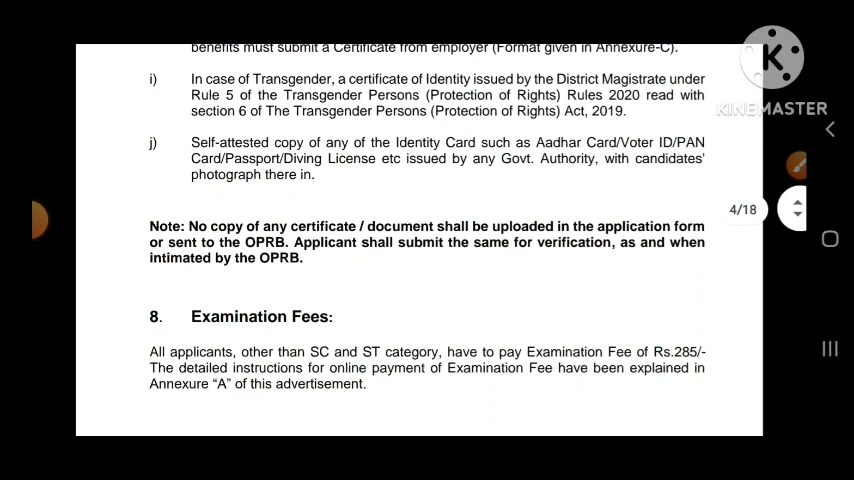 benefits must submit a Certificate from employer (Format given in Annexure-C).
i) In case of Transgender, a certificate of Identity issued by the District Magistrate under
Rule 5 of the Transgender Persons (Protection of Rights) Rules 2020 read with
section 6 of The Transgender Persons (Protection of Rights) Act, 2019.
j) Self-attested copy of any of the Identity Card such as Aadhar Card/Voter ID/PAN
Card/Passport/Diving License etc issued by any Govt. Authority, with candidates'
photograph there in.
Note: No copy of any certificate / document shall be uploaded in the application form
or sent to the OPRB. Applicant shall submit the same for verification, as and when
intimated by the OPRB.
8. Examination Fees:
All applicants, other than SC and ST category, have to pay Examination Fee of Rs.285/-
The detailed instructions for online payment of Examination Fee have been explained in
Annexure “A” of this advertisement.
K
KINEMASTER
4/18